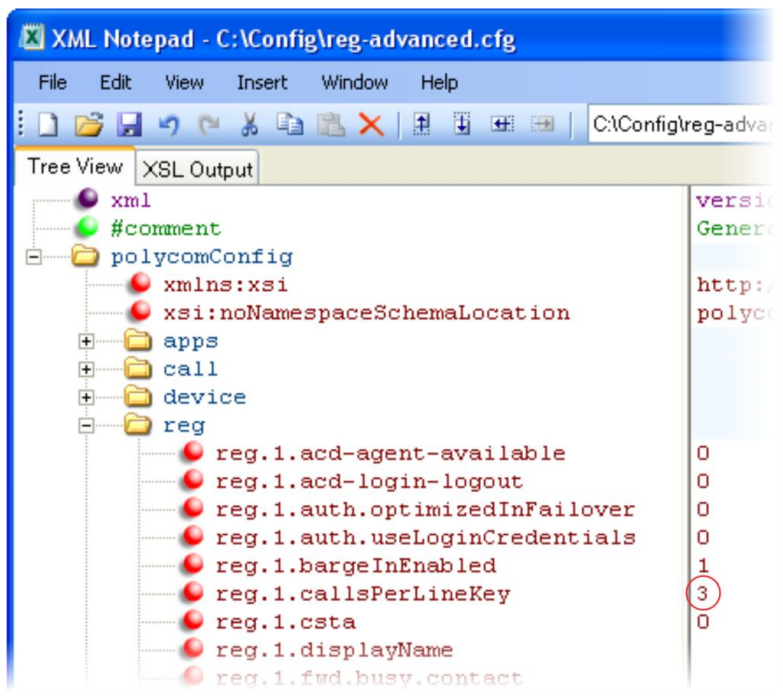 XML Notepad - C:\Config\reg-advanced.cfg
File Edit View Insert Window Help
C:\Config\reg-advan
Tree View XSL Output
xml versio
#comment Genera
polycomConfig
xmlns:xsi http:/
xsi:noNamespaceSchemaLocation polyco
apps
call
device
reg
reg.1.acd-agent-available 0
reg.1.acd-login-logout 0
reg.1.auth.optimizedInFailover 0
reg.1.auth.useLoginCredentials 0
reg.1.bargeInEnabled 1
reg.1.callsPerLineKey 3
reg.1.csta 0
reg.1.displayName
reg.1.fwd.busy.contact